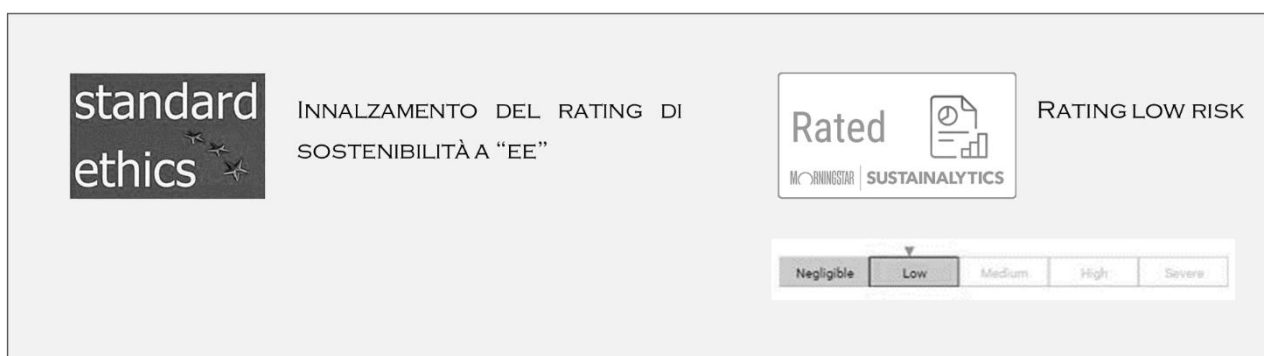 standard
ethics
INNALZAMENTO DEL RATING DI
SOSTENIBILITÀ A “EE”
Rated
MORNINGSTAR | SUSTAINALYTICS
RATING LOW RISK
Negligible Low Medium High Severe